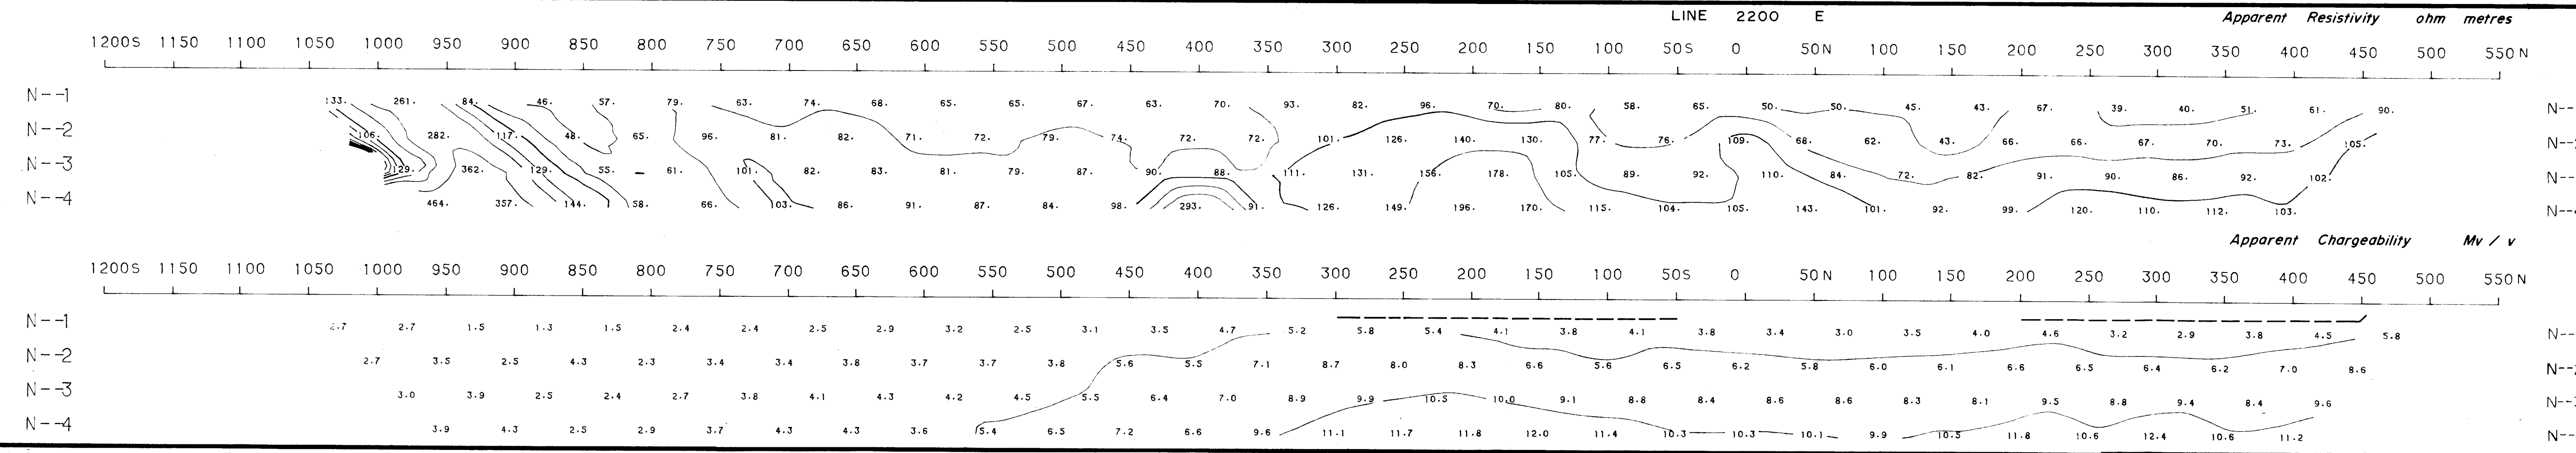 LINE 2200 E Apparent Resistivity ohm metres
1200S 1150 1100 1050 1000 950 900 850 800 750 700 650 600 550 500 450 400 350 300 250 200 150 100 50S 0 50N 100 150 200 250 300 350 400 450 500 550N
N--1 133. 261. 84. 46. 57. 79. 63. 74. 68. 65. 65. 67. 63. 70. 93. 82. 96. 70. 80. 58. 65. 50. 50. 45. 43. 67. 39. 40. 51. 61. 90. N--
N--2 106. 282. 117. 48. 65. 96. 81. 82. 71. 72. 79. 74. 72. 72. 101. 126. 140. 130. 77. 76. 109. 68. 62. 43. 66. 66. 67. 70. 73. 105. N--
N--3 129. 362. 129. 55. 61. 101. 82. 83. 81. 79. 87. 90. 88. 111. 131. 156. 178. 105. 89. 92. 110. 84. 72. 82. 91. 90. 86. 92. 102. N--
N--4 464. 357. 144. 58. 66. 103. 86. 91. 87. 84. 98. 293. 91. 126. 149. 196. 170. 115. 104. 105. 143. 101. 92. 99. 120. 110. 112. 103. N--
Apparent Chargeability Mv / v
1200S 1150 1100 1050 1000 950 900 850 800 750 700 650 600 550 500 450 400 350 300 250 200 150 100 50S 0 50N 100 150 200 250 300 350 400 450 500 550N
N--1 2.7 2.7 1.5 1.3 1.5 2.4 2.4 2.5 2.9 3.2 2.5 3.1 3.5 4.7 5.2 5.8 5.4 4.1 3.8 4.1 3.8 3.4 3.0 3.5 4.0 4.6 3.2 2.9 3.8 4.5 5.8 N--
N--2 2.7 3.5 2.5 4.3 2.3 3.4 3.4 3.8 3.7 3.7 3.8 5.6 5.5 7.1 8.7 8.0 8.3 6.6 5.6 6.5 6.2 5.8 6.0 6.1 6.6 6.5 6.4 6.2 7.0 8.6 N--
N--3 3.0 3.9 2.5 2.4 2.7 3.8 4.1 4.3 4.2 4.5 5.5 6.4 7.0 8.9 9.9 10.5 10.0 9.1 8.8 8.4 8.6 8.6 8.3 8.1 9.5 8.8 9.4 8.4 9.6 N--
N--4 3.9 4.3 2.5 2.9 3.7 4.3 4.3 3.6 5.4 6.5 7.2 6.6 9.6 11.1 11.7 11.8 12.0 11.4 10.3 10.3 10.1 9.9 10.5 11.8 10.6 12.4 10.6 11.2 N--